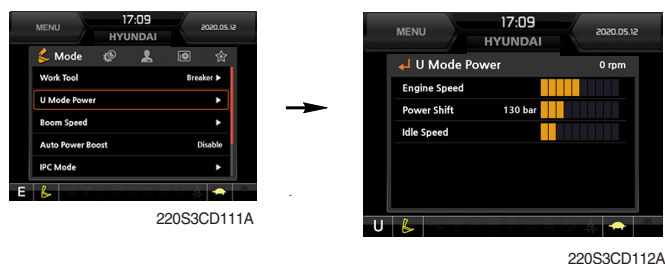 MENU 17:09 2020.05.12
HYUNDAI
Mode
Work Tool Breaker ▶
U Mode Power ▶
Boom Speed ▶
Auto Power Boost Disable
IPC Mode ▶
E
220S3CD111A
MENU 17:09 2020.05.12
HYUNDAI
U Mode Power 0 rpm
Engine Speed
Power Shift 130 bar
Idle Speed
U
220S3CD112A